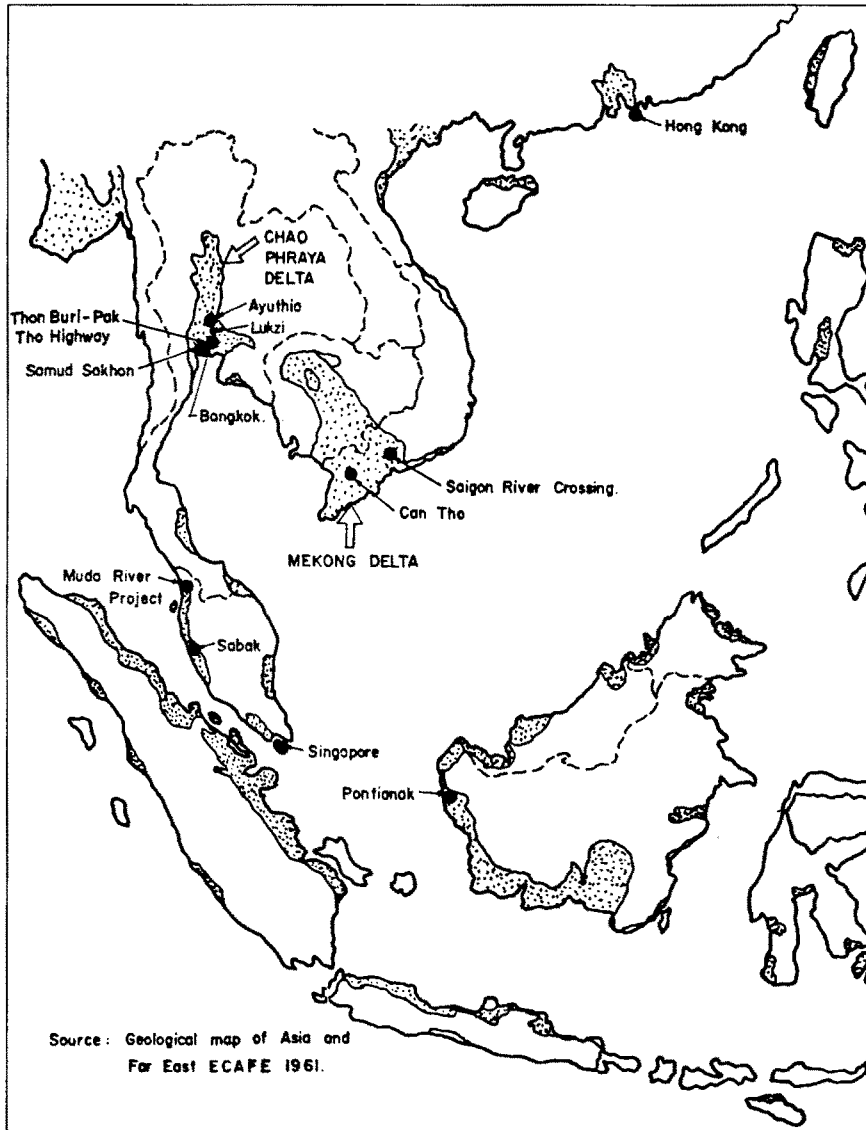 Hong Kong
CHAO
PHRAYA
DELTA
Ayuthia
Thon Buri-Pak
Lukzi
Tho Highway
Samud Sakhon
Bangkok.
Saigon River Crossing.
Can Tho
MEKONG DELTA
Muda River
Project
Sabak
Singapore
Pontianak
Source: Geological map of Asia and
Far East ECAFE 1961.